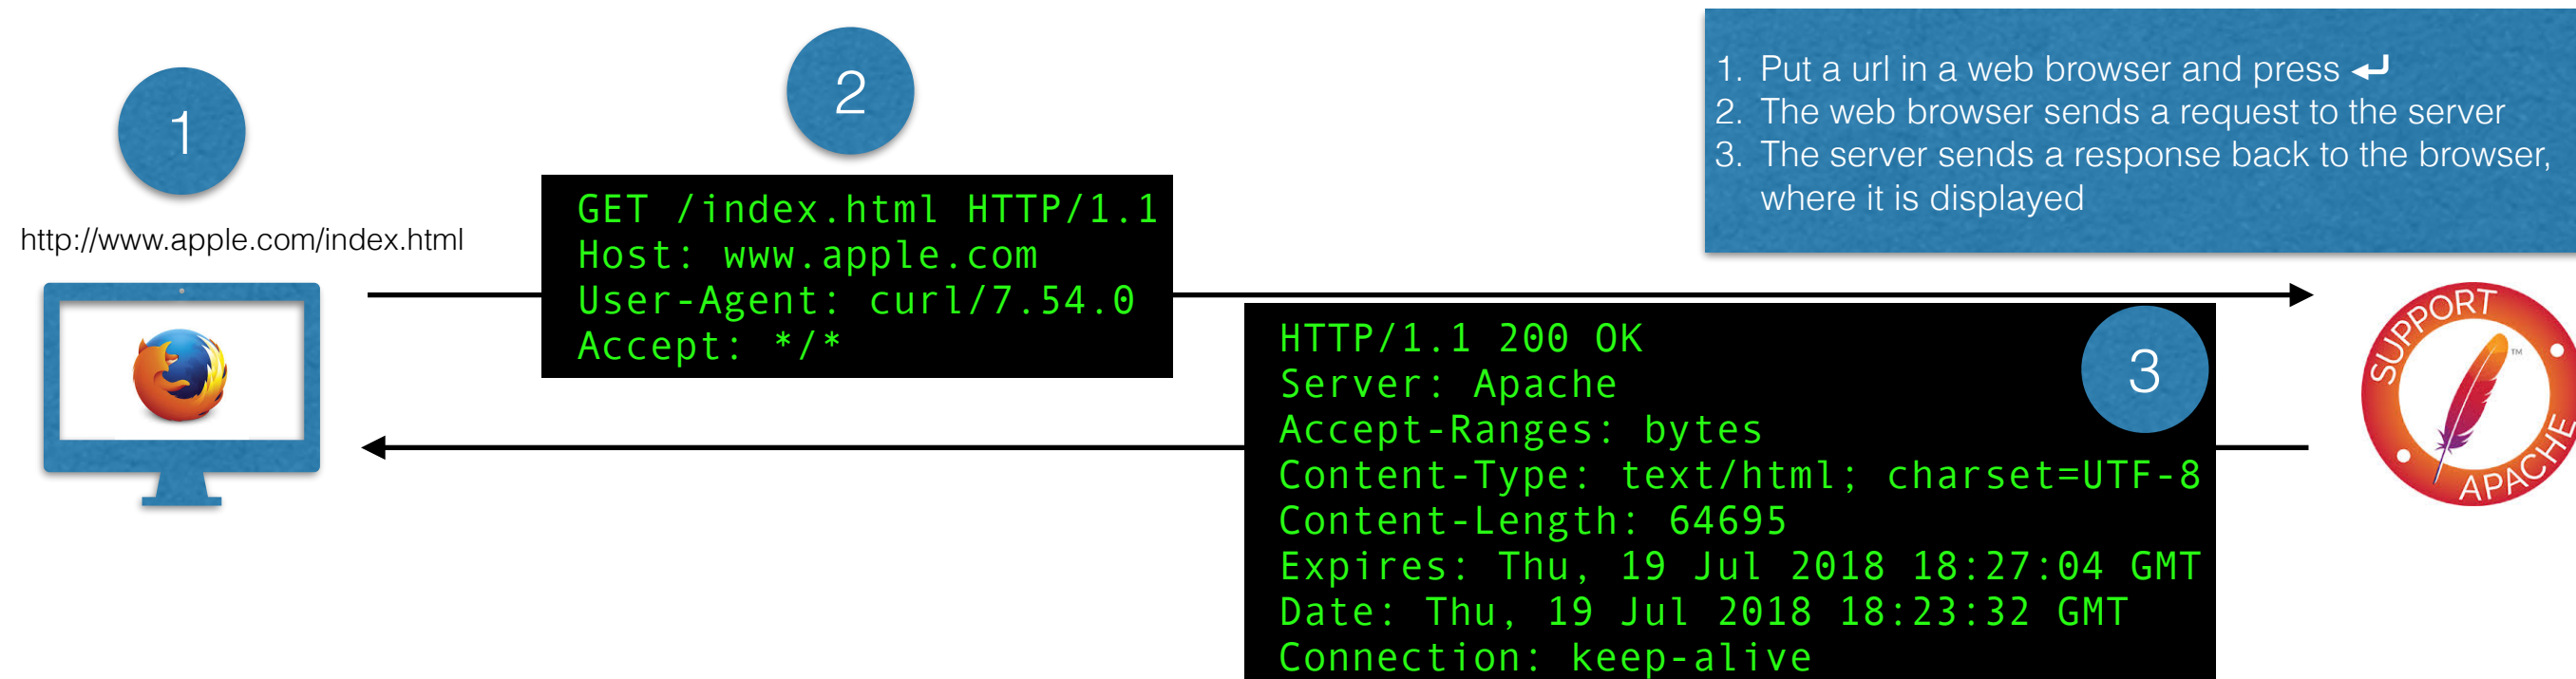 1
2
1. Put a url in a web browser and press ↵
2. The web browser sends a request to the server
3. The server sends a response back to the browser,
where it is displayed
http://www.apple.com/index.html
GET /index.html HTTP/1.1
Host: www.apple.com
User-Agent: curl/7.54.0
Accept: */*
3
HTTP/1.1 200 OK
Server: Apache
Accept-Ranges: bytes
Content-Type: text/html; charset=UTF-8
Content-Length: 64695
Expires: Thu, 19 Jul 2018 18:27:04 GMT
Date: Thu, 19 Jul 2018 18:23:32 GMT
Connection: keep-alive
SUPPORT
TM
APACHE